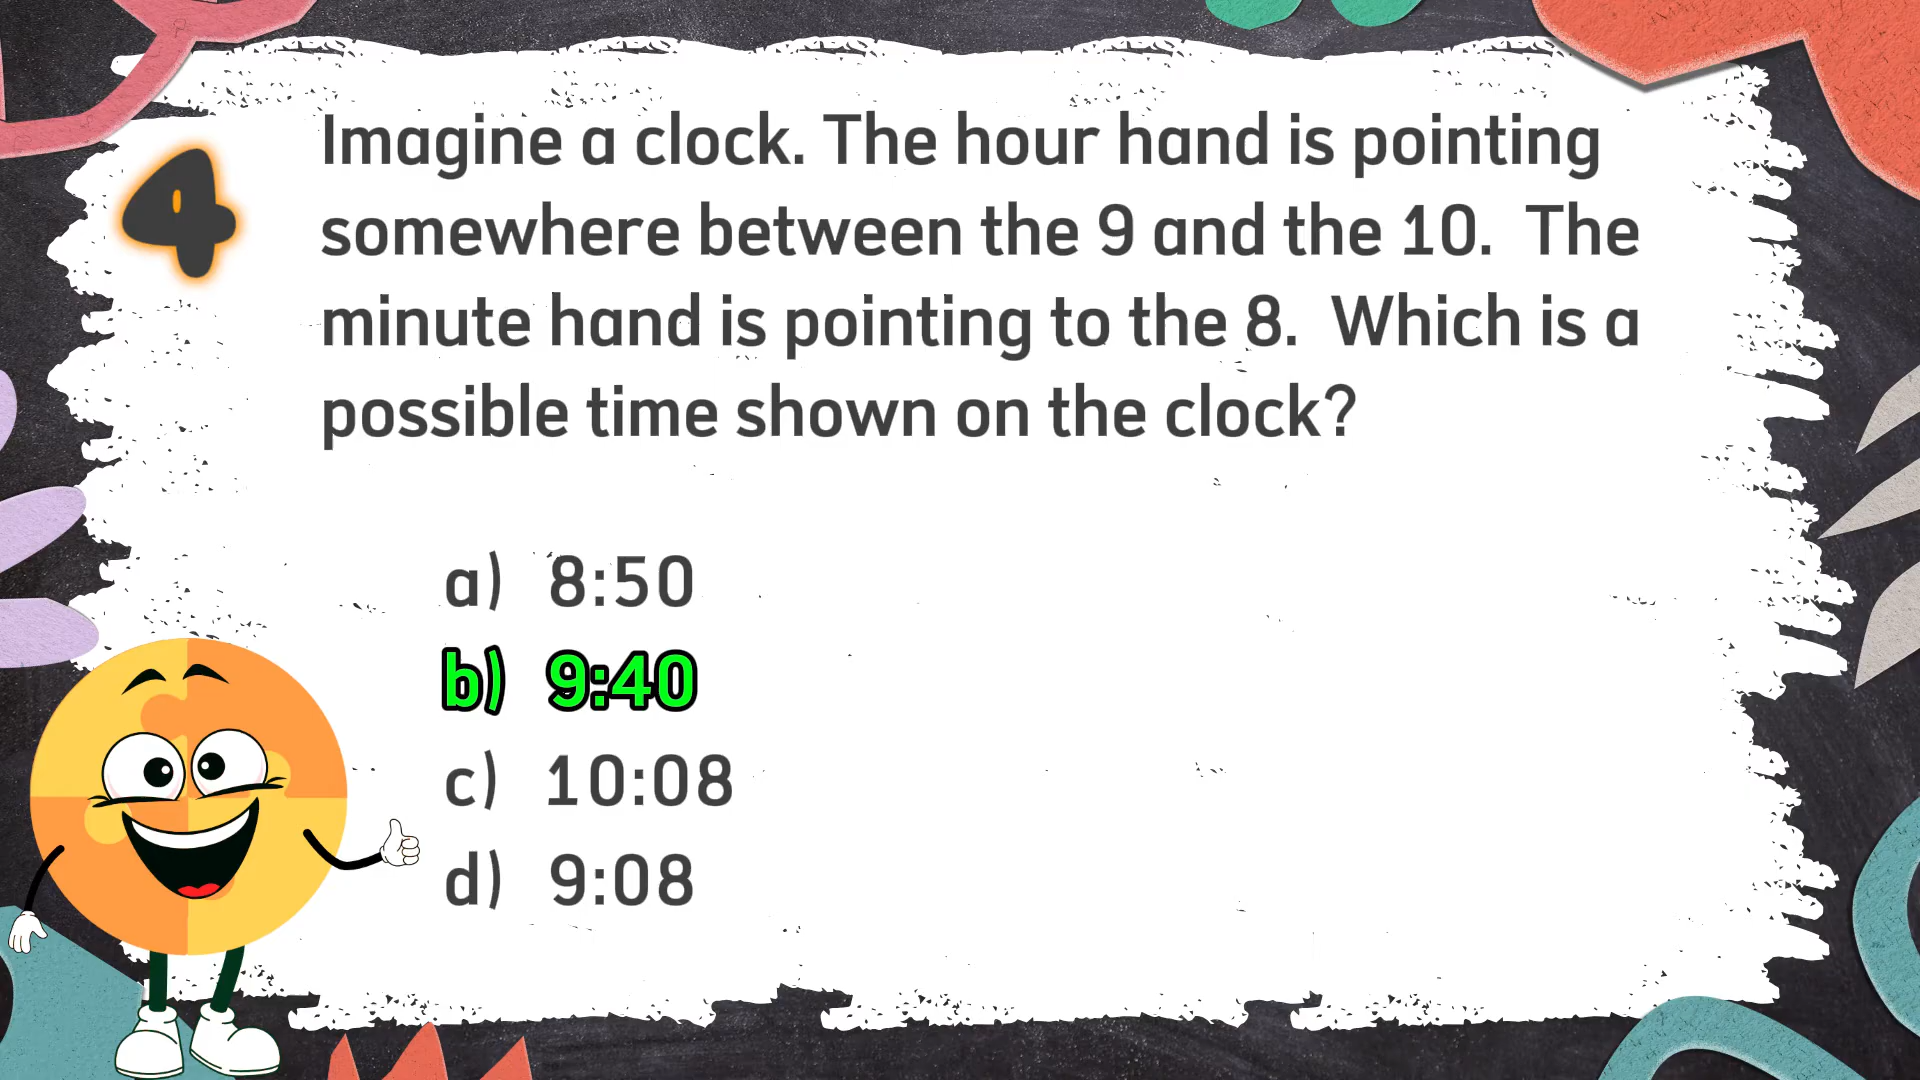 4
Imagine a clock. The hour hand is pointing
somewhere between the 9 and the 10. The
minute hand is pointing to the 8. Which is a
possible time shown on the clock?
a) 8:50
b) 9:40
c) 10:08
d) 9:08